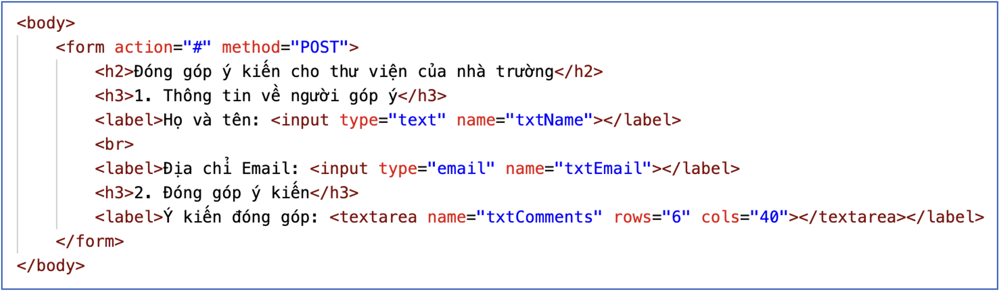 <body>
<form action="#" method="POST">
<h2>Đóng góp ý kiến cho thư viện của nhà trường</h2>
<h3>1. Thông tin về người góp ý</h3>
<label>Họ và tên: <input type="text" name="txtName"></label>
<br>
<label>Địa chỉ Email: <input type="email" name="txtEmail"></label>
<h3>2. Đóng góp ý kiến</h3>
<label>Ý kiến đóng góp: <textarea name="txtComments" rows="6" cols="40"></textarea></label>
</form>
</body>